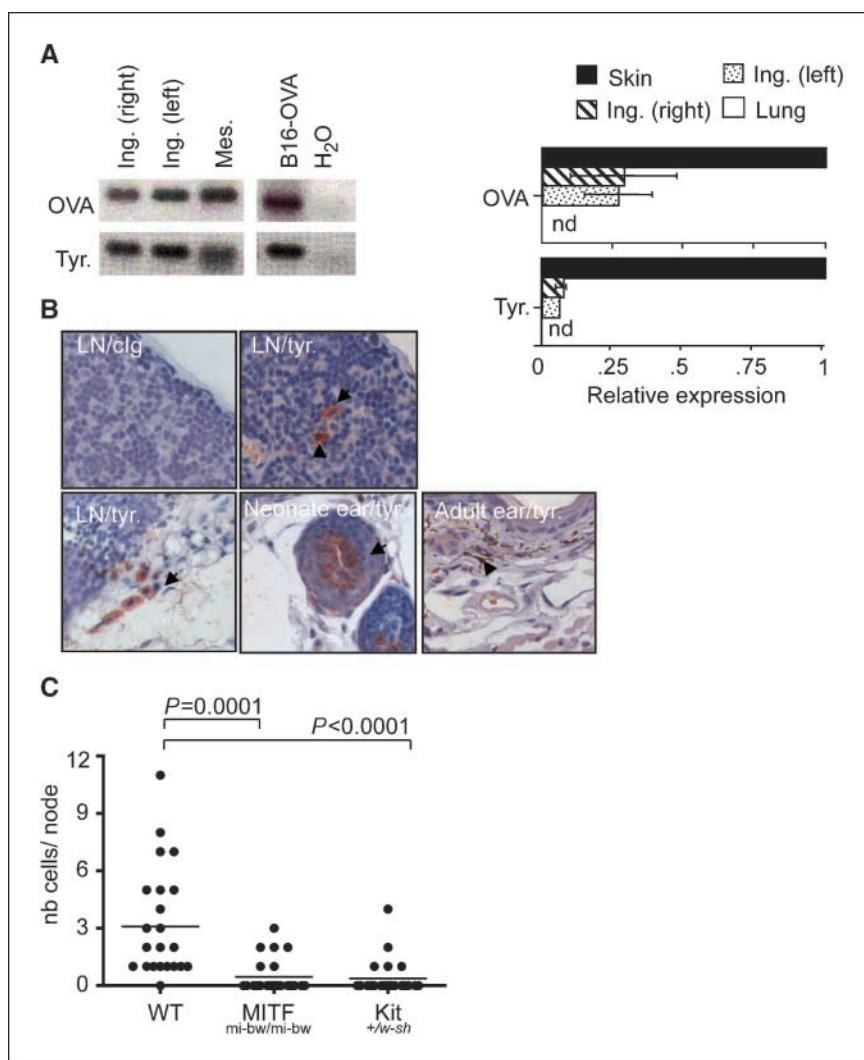 A
Ing. (right)
Ing. (left)
Mes.
B16-OVA
H2O
OVA
Tyr.
Skin
Ing. (left)
Ing. (right)
Lung
OVA
nd
Tyr.
nd
0 .25 .5 .75 1
Relative expression
B
LN/cIg
LN/tyr.
LN/tyr.
Neonate ear/tyr.
Adult ear/tyr.
C
P=0.0001
P<0.0001
nb cells/ node
12
9
6
3
0
WT
MITF
mi-bw/mi-bw
Kit
+/w-sh